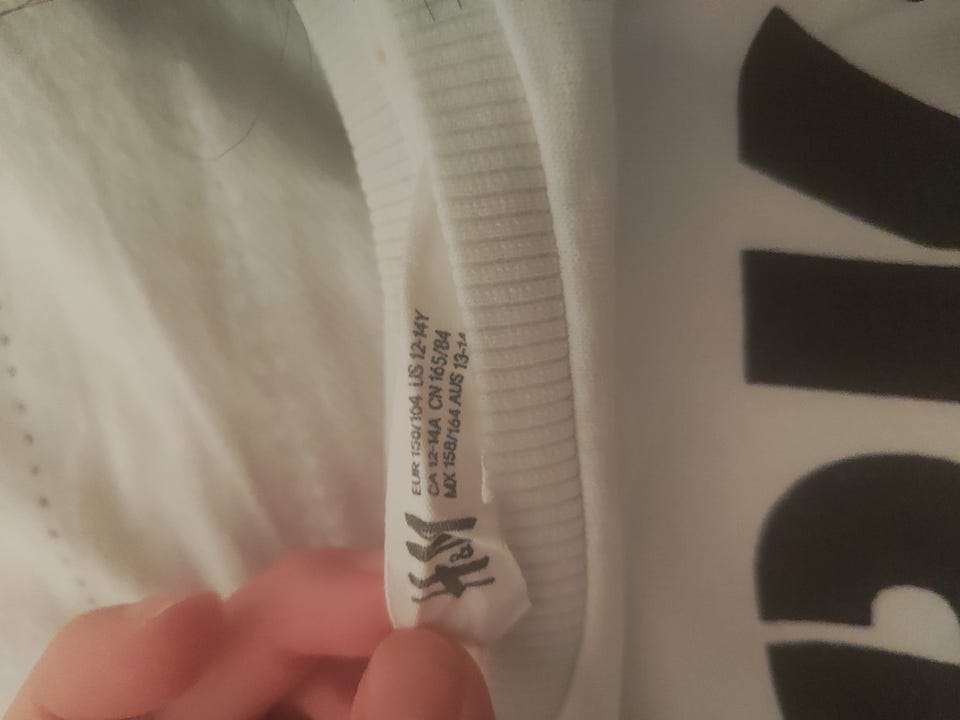 H&M
EUR 158/164 US 12-14Y
CA 12-14A CN 165/84
MX 158/164 AUS 13-14